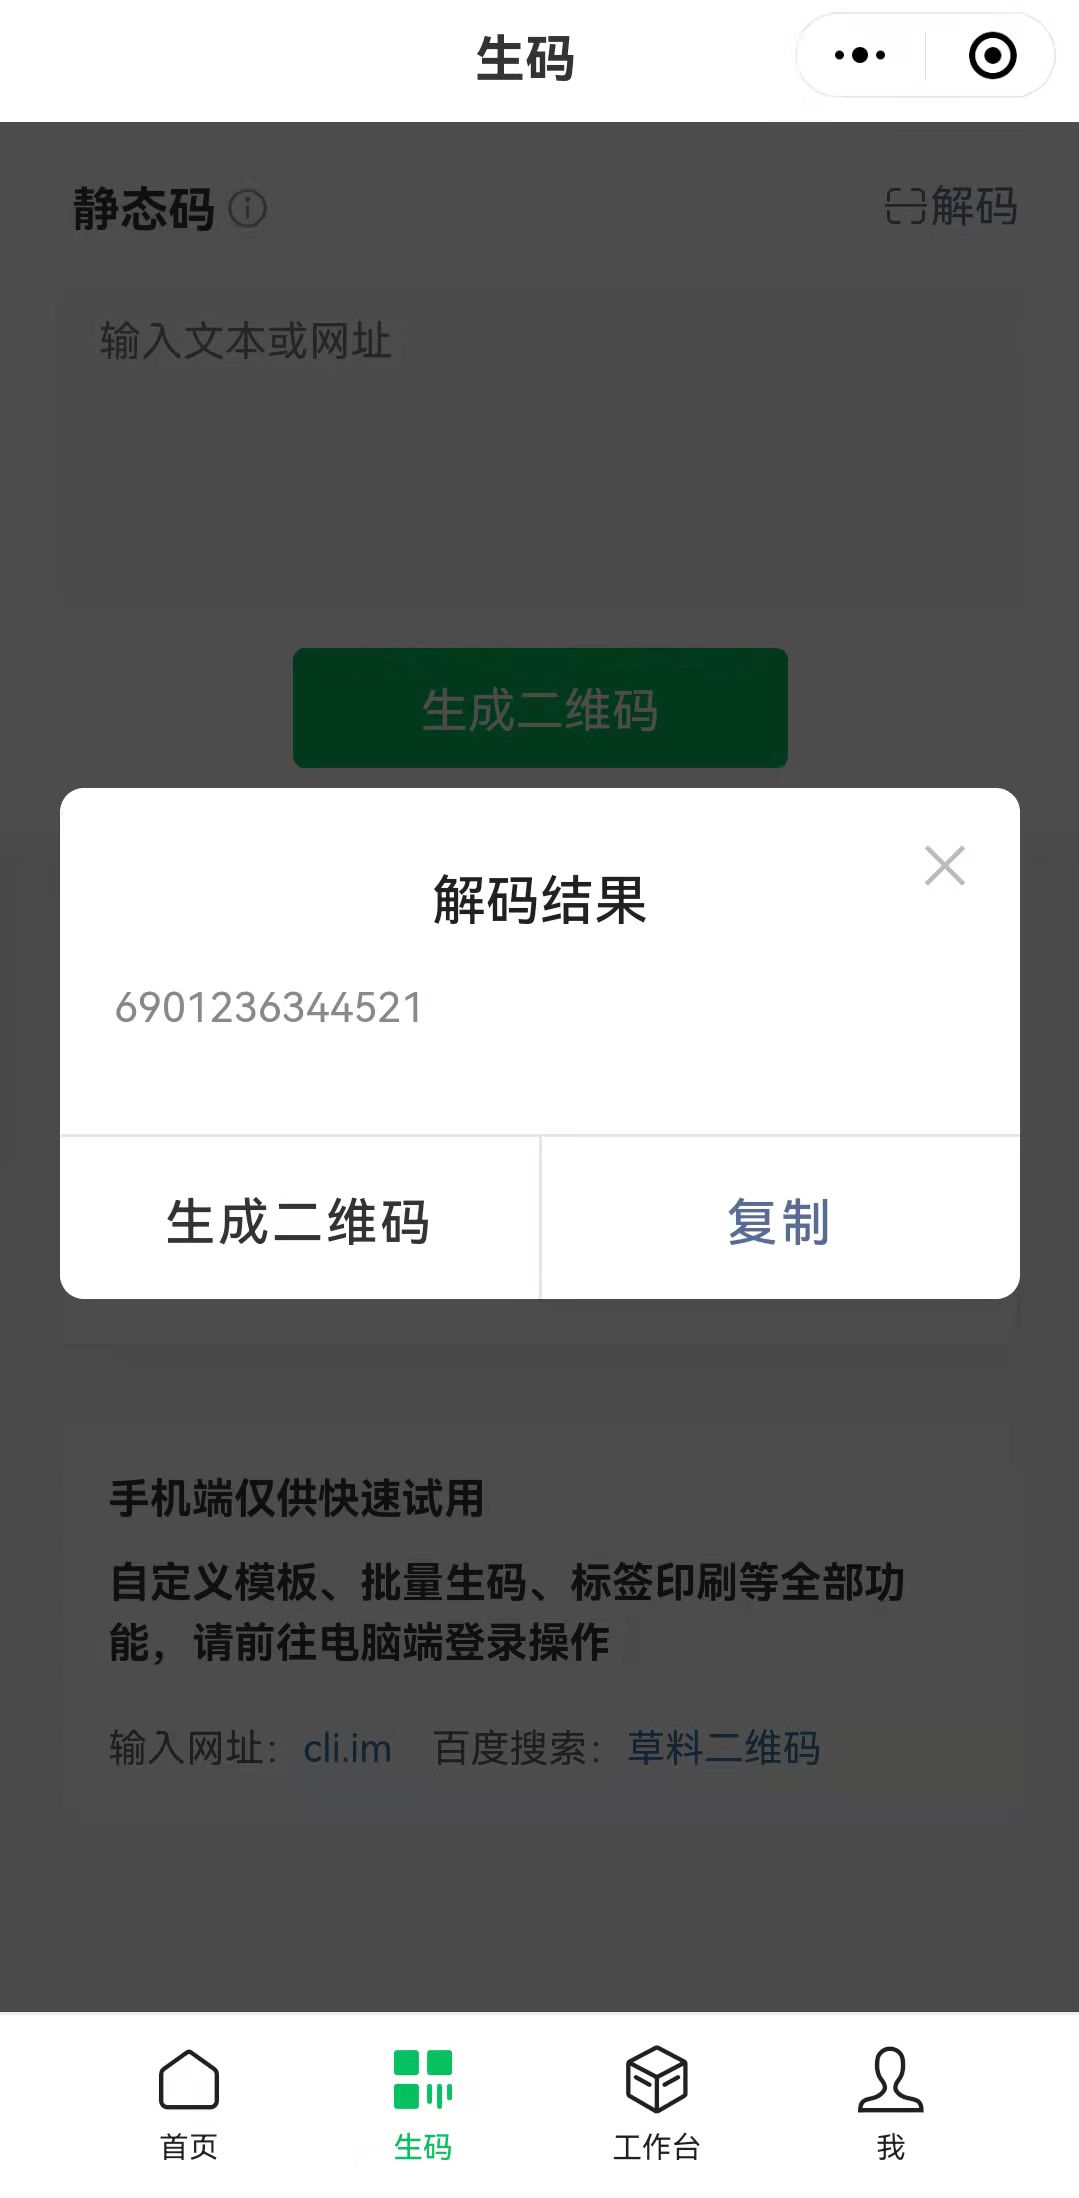 生码
静态码
解码
输入文本或网址
生成二维码
解码结果
6901236344521
生成二维码 复制
手机端仅供快速试用
自定义模板、批量生码、标签印刷等全部功
能，请前往电脑端登录操作
输入网址：cli.im 百度搜索：草料二维码
首页 生码 工作台 我